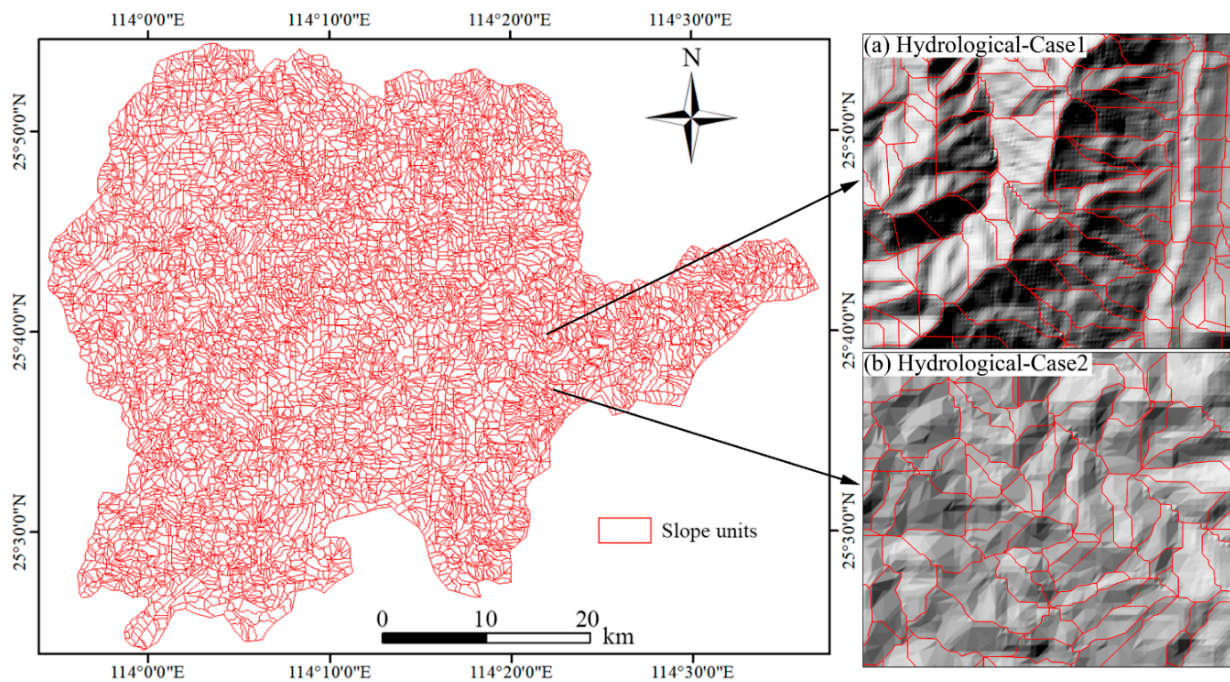 114°0'0"E
114°10'0"E
114°20'0"E
114°30'0"E
25°50'0"N
25°40'0"N
25°30'0"N
N
Slope units
0
10
20
km
114°0'0"E
114°10'0"E
114°20'0"E
114°30'0"E
25°50'0"N
25°40'0"N
25°30'0"N
(a) Hydrological-Case1
(b) Hydrological-Case2